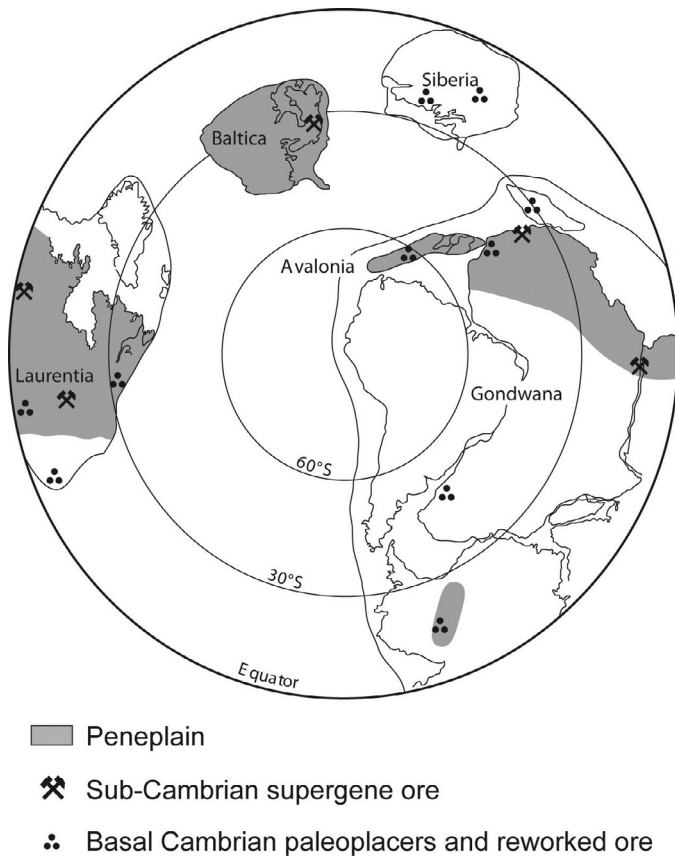 Siberia
Baltica
Avalonia
Laurentia
Gondwana
60°S
30°S
Equator
Peneplain
Sub-Cambrian supergene ore
Basal Cambrian paleoplacers and reworked ore